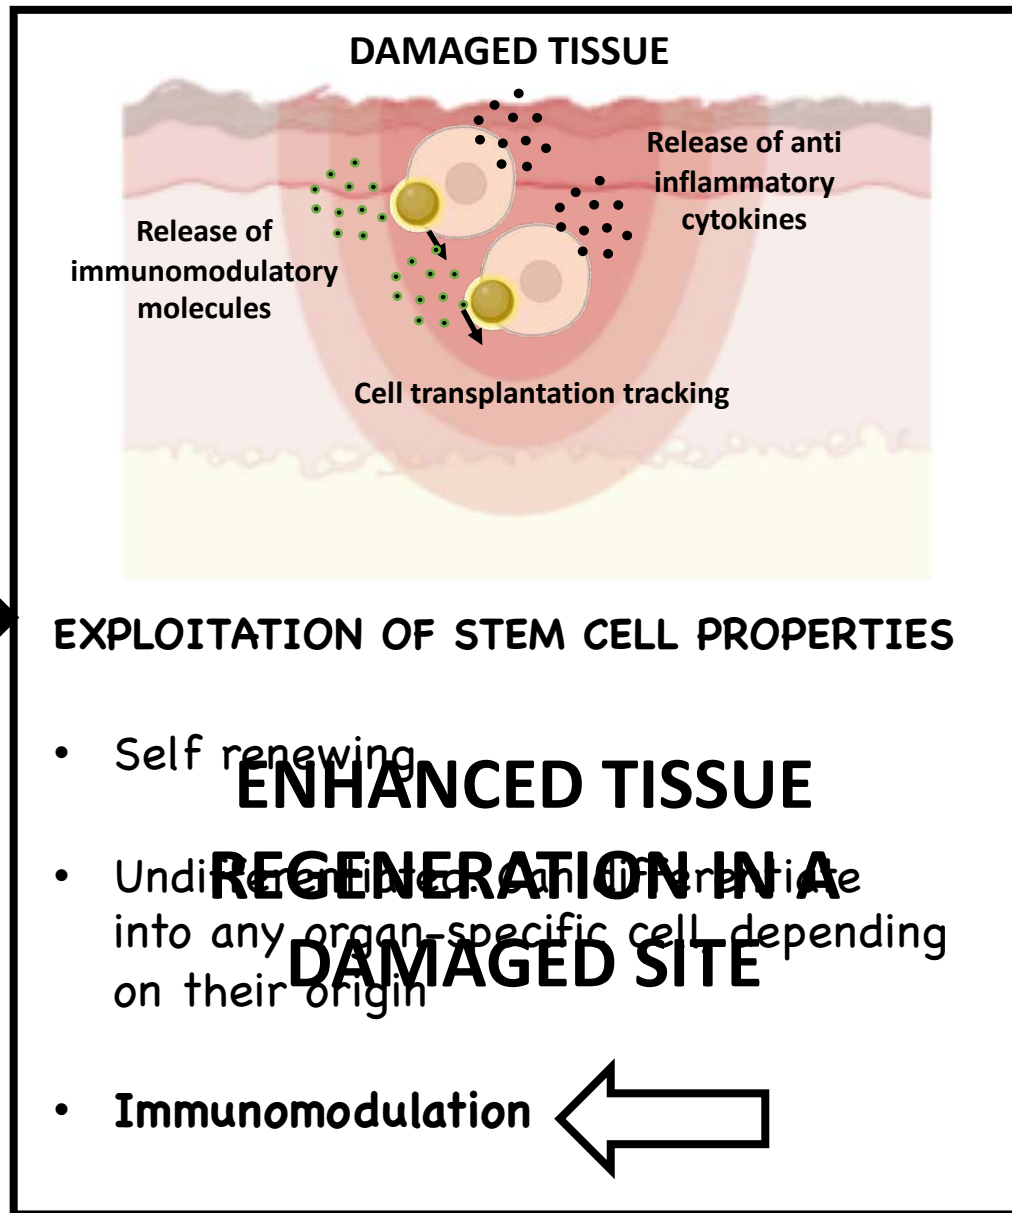 DAMAGED TISSUE
Release of anti
inflammatory
cytokines
Release of
immunomodulatory
molecules
Cell transplantation tracking
EXPLOITATION OF STEM CELL PROPERTIES
• Self renewing
ENHANCED TISSUE
REGENERATION IN A
DAMAGED SITE
• Undifferentiated. Can differentiate
into any organ-specific cell depending
on their origin
• Immunomodulation